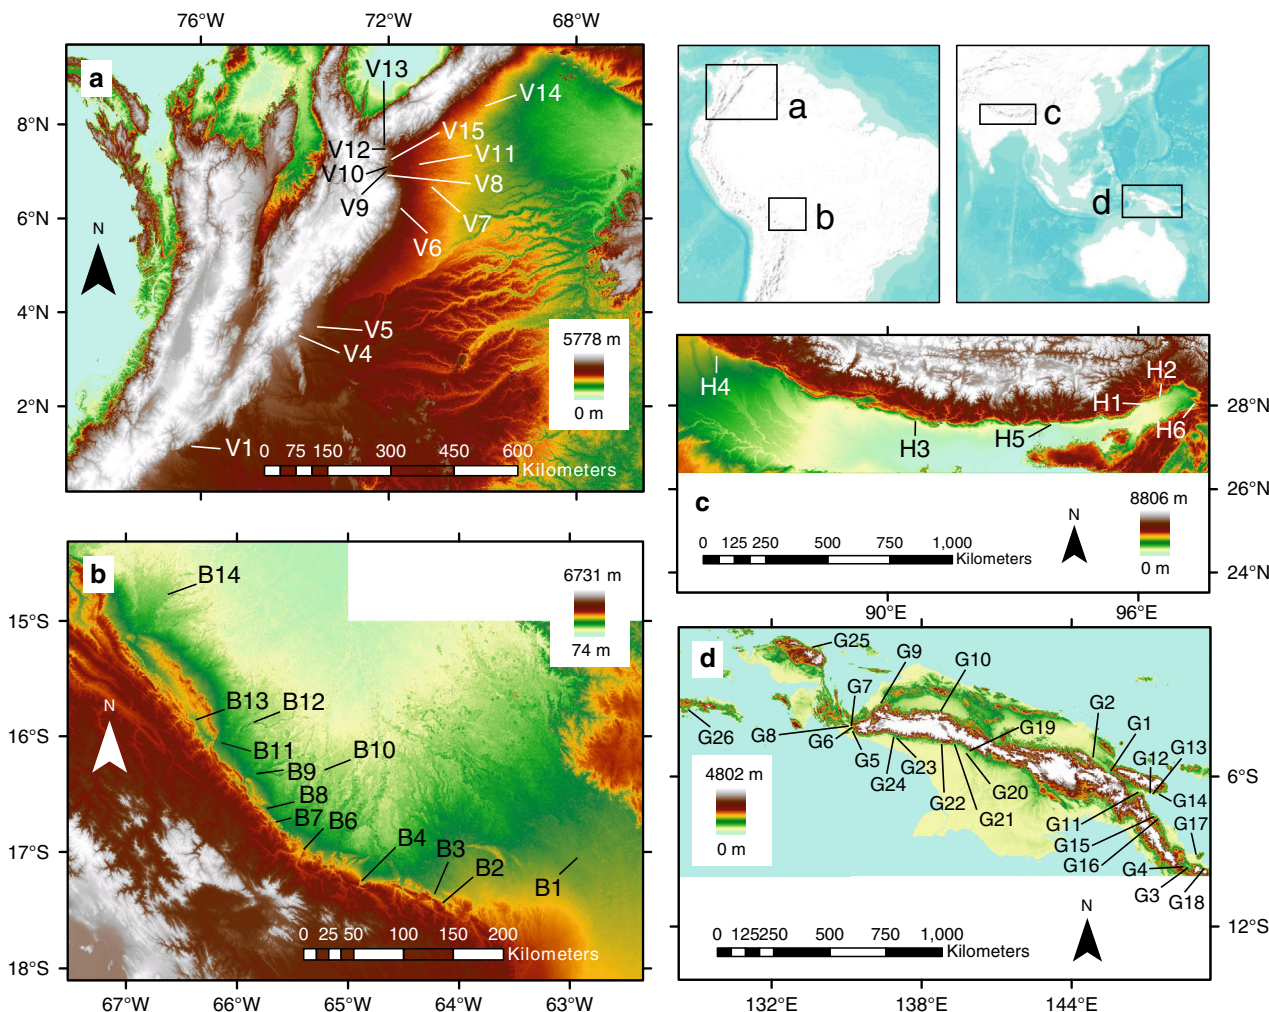 76°W 72°W 68°W
a
V13
V14
8°N
V15
V12
V11
V10
V8
V9
V7
6°N
V6
N
4°N
V5
V4
5778 m
0 m
2°N
V1
0 75 150 300 450 600
Kilometers
a
b
c
d
H4
H2
H1
28°N
H6
H3
H5
26°N
c
N
8806 m
0 m
0 125 250 500 750 1,000
Kilometers
24°N
90°E 96°E
b
6731 m
74 m
B14
15°S
N
B13
B12
16°S
B11
B10
B9
B8
B7
B6
B4
B3
B2
B1
17°S
0 25 50 100 150 200
Kilometers
18°S
67°W 66°W 65°W 64°W 63°W
d
G25
G9
G10
G7
G2
G1
G26
G8
G6
G19
G13
G12
G5
G23
G24
6°S
4802 m
0 m
G22
G20
G21
G14
G11
G15
G16
G17
G4
G3
G18
N
12°S
0 125 250 500 750 1,000
Kilometers
132°E 138°E 144°E